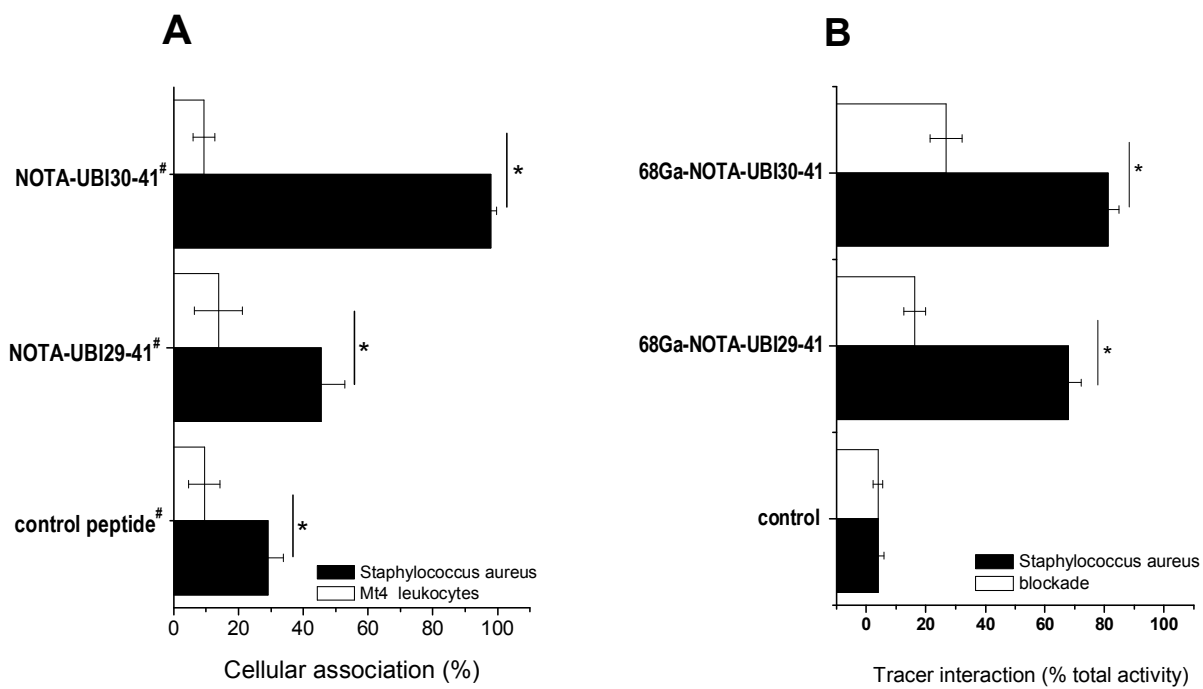 A
NOTA-UBI30-41#
*
NOTA-UBI29-41#
*
control peptide#
*
Staphylococcus aureus
Mt4 leukocytes
0 20 40 60 80 100
Cellular association (%)
B
68Ga-NOTA-UBI30-41
*
68Ga-NOTA-UBI29-41
*
control
Staphylococcus aureus
blockade
0 20 40 60 80 100
Tracer interaction (% total activity)